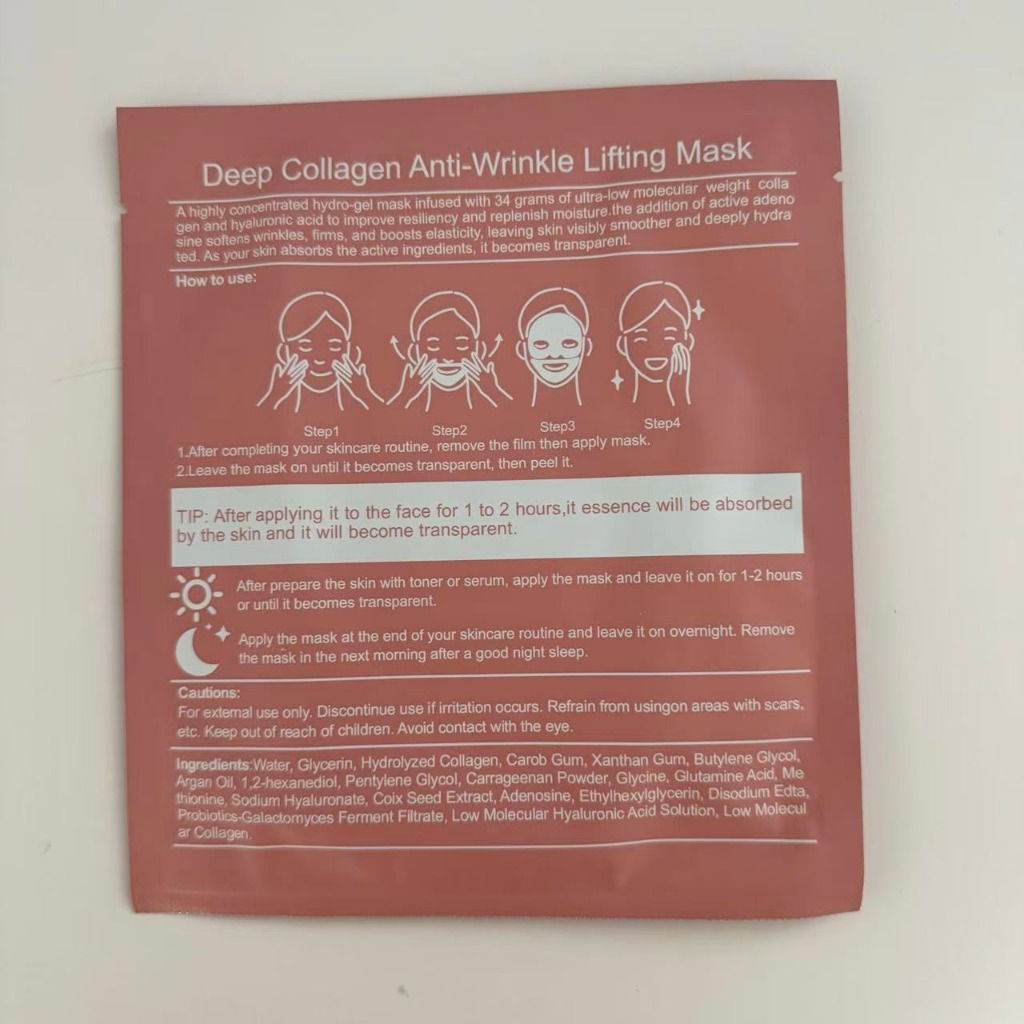 Deep Collagen Anti-Wrinkle Lifting Mask
A highly concentrated hydro-gel mask infused with 34 grams of ultra-low molecular weight colla
gen and hyaluronic acid to improve resiliency and replenish moisture.the addition of active adeno
sine softens wrinkles, firms, and boosts elasticity, leaving skin visibly smoother and deeply hydra
ted. As your skin absorbs the active ingredients, it becomes transparent.
How to use:
Step1 Step2 Step3 Step4
1.After completing your skincare routine, remove the film then apply mask.
2.Leave the mask on until it becomes transparent, then peel it.
TIP: After applying it to the face for 1 to 2 hours,it essence will be absorbed
by the skin and it will become transparent.
After prepare the skin with toner or serum, apply the mask and leave it on for 1-2 hours
or until it becomes transparent.
Apply the mask at the end of your skincare routine and leave it on overnight. Remove
the mask in the next morning after a good night sleep.
Cautions:
For external use only. Discontinue use if irritation occurs. Refrain from usingon areas with scars,
etc. Keep out of reach of children. Avoid contact with the eye.
Ingredients:Water, Glycerin, Hydrolyzed Collagen, Carob Gum, Xanthan Gum, Butylene Glycol,
Argan Oil, 1,2-hexanediol, Pentylene Glycol, Carrageenan Powder, Glycine, Glutamine Acid, Me
thionine, Sodium Hyaluronate, Coix Seed Extract, Adenosine, Ethylhexylglycerin, Disodium Edta,
Probiotics-Galactomyces Ferment Filtrate, Low Molecular Hyaluronic Acid Solution, Low Molecul
ar Collagen.